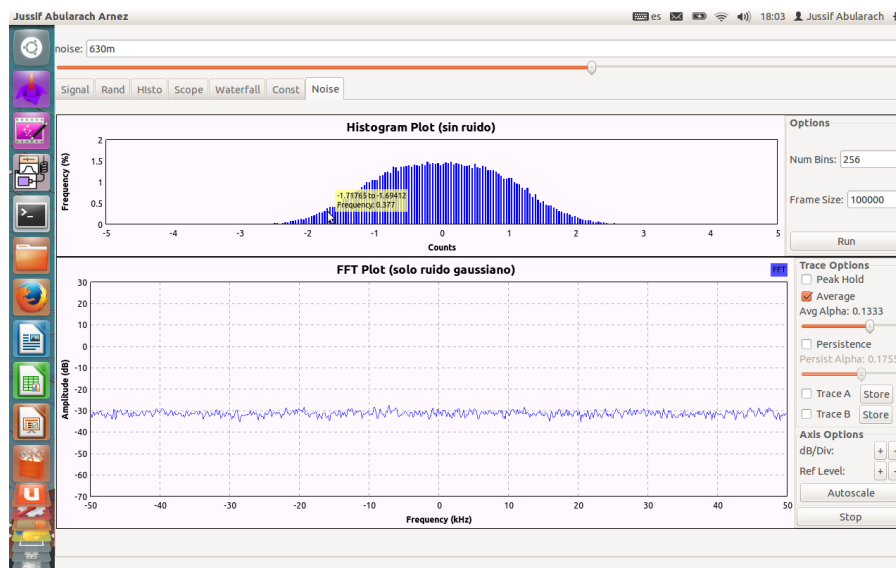 Jussif Abularach Arnez
es
18:03
Jussif Abularach
noise: 630m
Signal
Rand
HIsto
Scope
Waterfall
Const
Noise
Histogram Plot (sin ruido)
Frequency (%)
2
1.5
1
0.5
0
-1.71765 to -1.69412
Frequency: 0.377
-5
-4
-3
-2
-1
0
1
2
3
4
5
Counts
Options
Num Bins: 256
Frame Size: 100000
Run
FFT Plot (solo ruido gaussiano)
FFT
Amplitude (dB)
30
20
10
0
-10
-20
-30
-40
-50
-60
-70
-50
-40
-30
-20
-10
0
10
20
30
40
50
Frequency (kHz)
Trace Options
Peak Hold
Average
Avg Alpha: 0.1333
Persistence
Persist Alpha: 0.1755
Trace A
Store
Trace B
Store
Axis Options
dB/Div:
+
-
Ref Level:
+
-
Autoscale
Stop